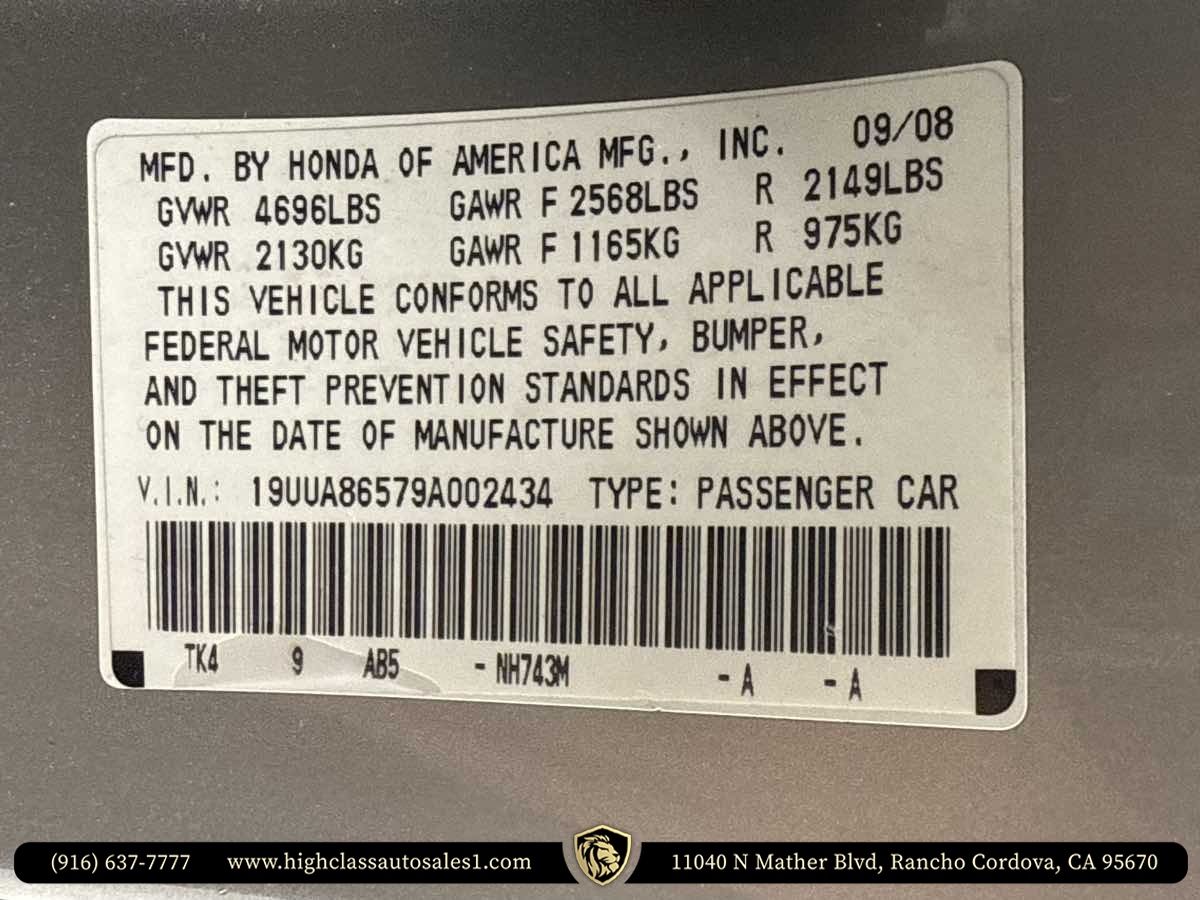 MFD. BY HONDA OF AMERICA MFG., INC. 09/08
GVWR 4696LBS GAWR F 2568LBS R 2149LBS
GVWR 2130KG GAWR F 1165KG R 975KG
THIS VEHICLE CONFORMS TO ALL APPLICABLE
FEDERAL MOTOR VEHICLE SAFETY, BUMPER,
AND THEFT PREVENTION STANDARDS IN EFFECT
ON THE DATE OF MANUFACTURE SHOWN ABOVE.
V.I.N.: 19UUA86579A002434 TYPE: PASSENGER CAR
TK4 9 AB5 - NH743M - A - A
(916) 637-7777 www.highclassautosales1.com 11040 N Mather Blvd, Rancho Cordova, CA 95670